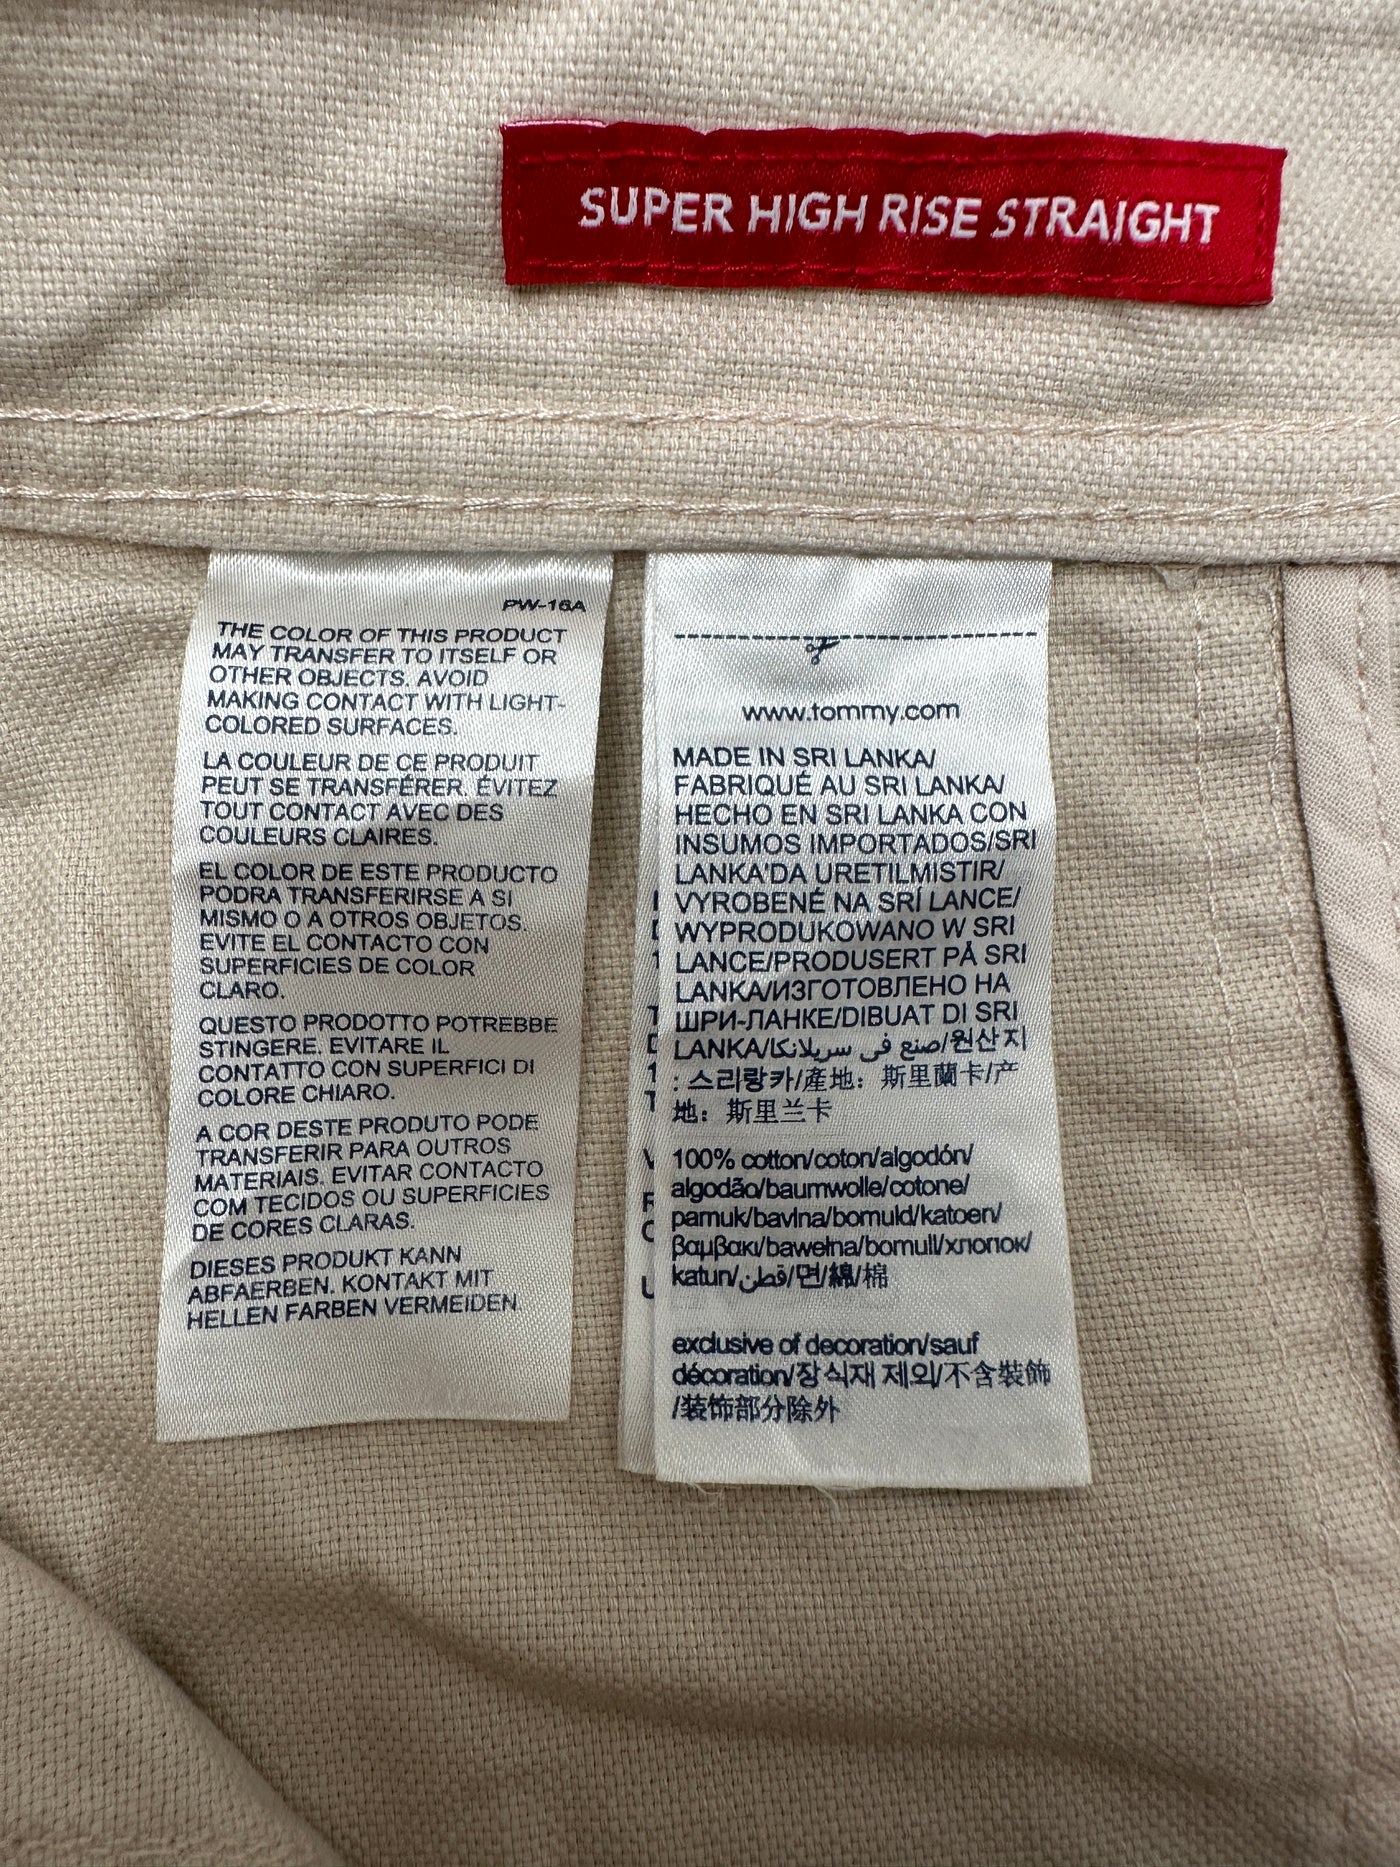 SUPER HIGH RISE STRAIGHT
PW-16A
THE COLOR OF THIS PRODUCT
MAY TRANSFER TO ITSELF OR
OTHER OBJECTS. AVOID
MAKING CONTACT WITH LIGHT-
COLORED SURFACES.
LA COULEUR DE CE PRODUIT
PEUT SE TRANSFÉRER. ÉVITEZ
TOUT CONTACT AVEC DES
COULEURS CLAIRES.
EL COLOR DE ESTE PRODUCTO
PODRA TRANSFERIRSE A SI
MISMO O A OTROS OBJETOS.
EVITE EL CONTACTO CON
SUPERFICIES DE COLOR
CLARO.
QUESTO PRODOTTO POTREBBE
STINGERE. EVITARE IL
CONTATTO CON SUPERFICI DI
COLORE CHIARO.
A COR DESTE PRODUTO PODE
TRANSFERIR PARA OUTROS
MATERIAIS. EVITAR CONTACTO
COM TECIDOS OU SUPERFICIES
DE CORES CLARAS.
DIESES PRODUKT KANN
ABFAERBEN. KONTAKT MIT
HELLEN FARBEN VERMEIDEN.
www.tommy.com
MADE IN SRI LANKA/
FABRIQUÉ AU SRI LANKA/
HECHO EN SRI LANKA CON
INSUMOS IMPORTADOS/SRI
LANKA'DA URETILMISTIR/
VYROBENÉ NA SRÍ LANCE/
WYPRODUKOWANO W SRI
LANCE/PRODUSERT PÅ SRI
LANKA/ИЗГОТОВЛЕНО НА
ШРИ-ЛАНКЕ/DIBUAT DI SRI
LANKA/صنع في سريلانكا/원산지
: 스리랑카/產地：斯里蘭卡/产
地：斯里兰卡
100% cotton/coton/algodón/
algodão/baumwolle/cotone/
pamuk/bavlna/bomuld/katoen/
βαμβακι/bawełna/bomull/хлопок/
katun/قطن/면/綿/棉
exclusive of decoration/sauf
décoration/장식재 제외/不含裝飾
/装饰部分除外